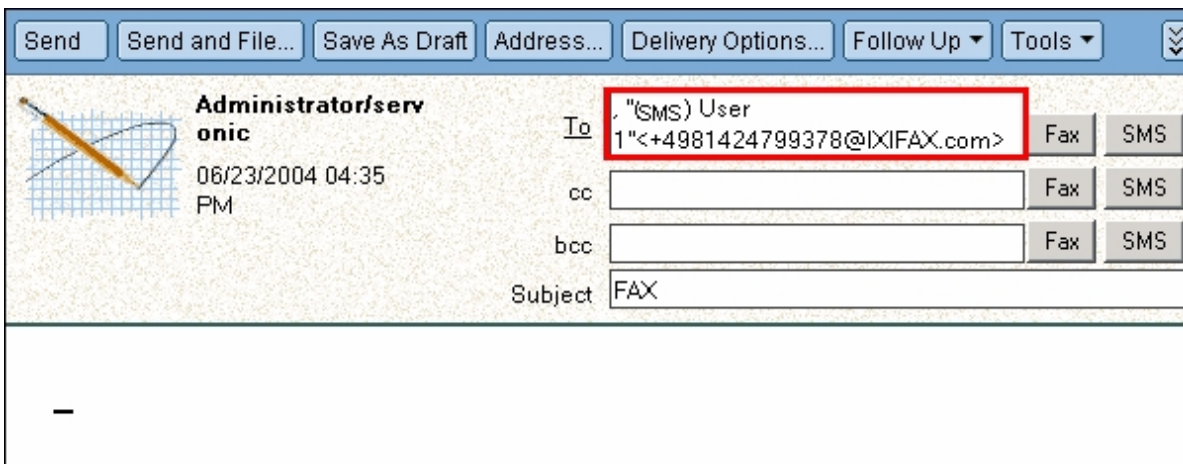 Send Send and File... Save As Draft Address... Delivery Options... Follow Up Tools
Administrator/serv
onic
06/23/2004 04:35
PM
To , "(SMS) User
1"<+4981424799378@IXIFAX.com> Fax SMS
cc Fax SMS
bcc Fax SMS
Subject FAX